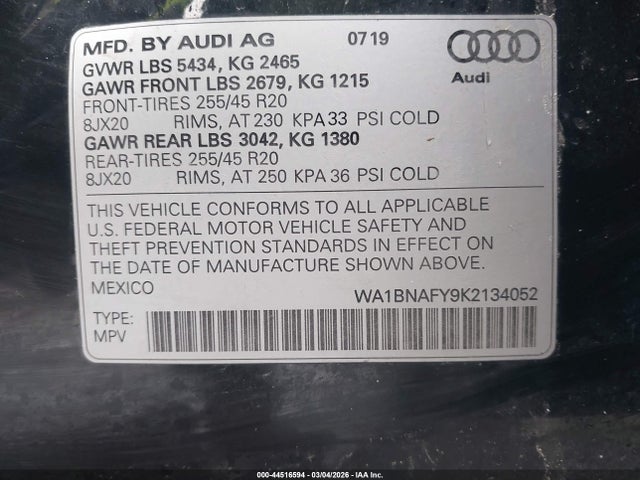 MFD. BY AUDI AG 0719
GVWR LBS 5434, KG 2465
GAWR FRONT LBS 2679, KG 1215
Audi
FRONT-TIRES 255/45 R20
8JX20 RIMS, AT 230 KPA 33 PSI COLD
GAWR REAR LBS 3042, KG 1380
REAR-TIRES 255/45 R20
8JX20 RIMS, AT 250 KPA 36 PSI COLD
THIS VEHICLE CONFORMS TO ALL APPLICABLE
U.S. FEDERAL MOTOR VEHICLE SAFETY AND
THEFT PREVENTION STANDARDS IN EFFECT ON
THE DATE OF MANUFACTURE SHOWN ABOVE.
MEXICO WA1BNAFY9K2134052
TYPE:
MPV
000-44516594 - 03/04/2026 - IAA Inc.